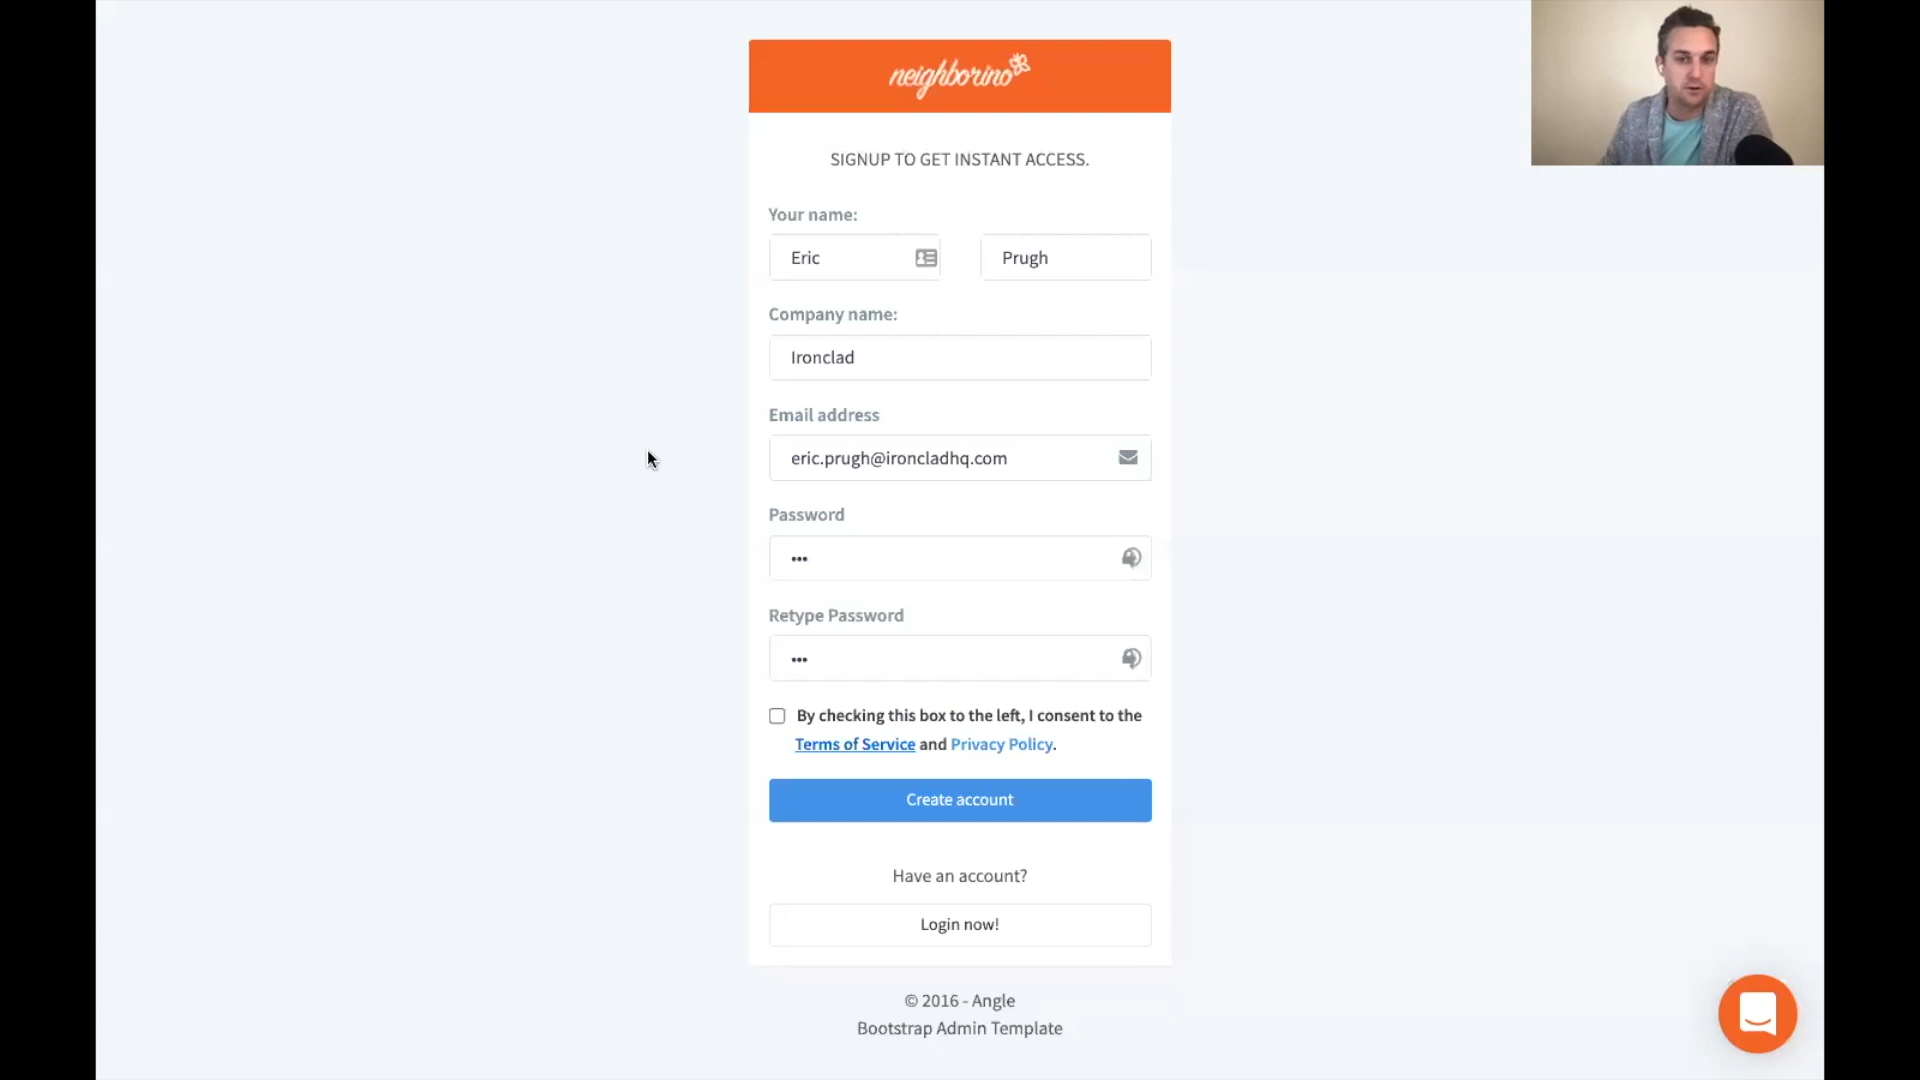 neighborino
SIGNUP TO GET INSTANT ACCESS.
Your name:
Eric
Prugh
Company name:
Ironclad
Email address
eric.prugh@ironcladhq.com
Password
•••
Retype Password
•••
By checking this box to the left, I consent to the
Terms of Service and Privacy Policy.
Create account
Have an account?
Login now!
© 2016 - Angle
Bootstrap Admin Template